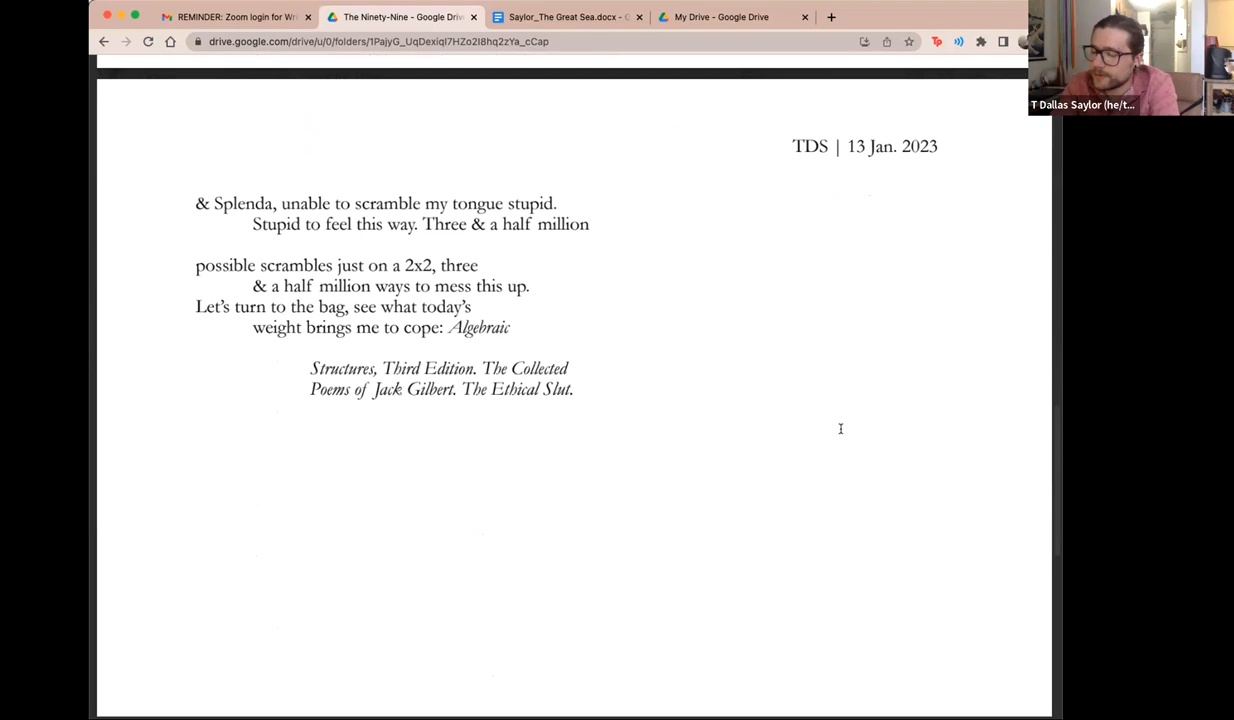 REMINDER: Zoom login for Wr
The Ninety-Nine - Google Driv
Saylor_The Great Sea.docx - G
My Drive - Google Drive
drive.google.com/drive/u/0/folders/1PajyG_UqDexiqI7HZo2I8hq2zYa_cCap
T Dallas Saylor (he/t...
TDS | 13 Jan. 2023
& Splenda, unable to scramble my tongue stupid.
Stupid to feel this way. Three & a half million
possible scrambles just on a 2x2, three
& a half million ways to mess this up.
Let's turn to the bag, see what today's
weight brings me to cope: Algebraic
Structures, Third Edition. The Collected
Poems of Jack Gilbert. The Ethical Slut.